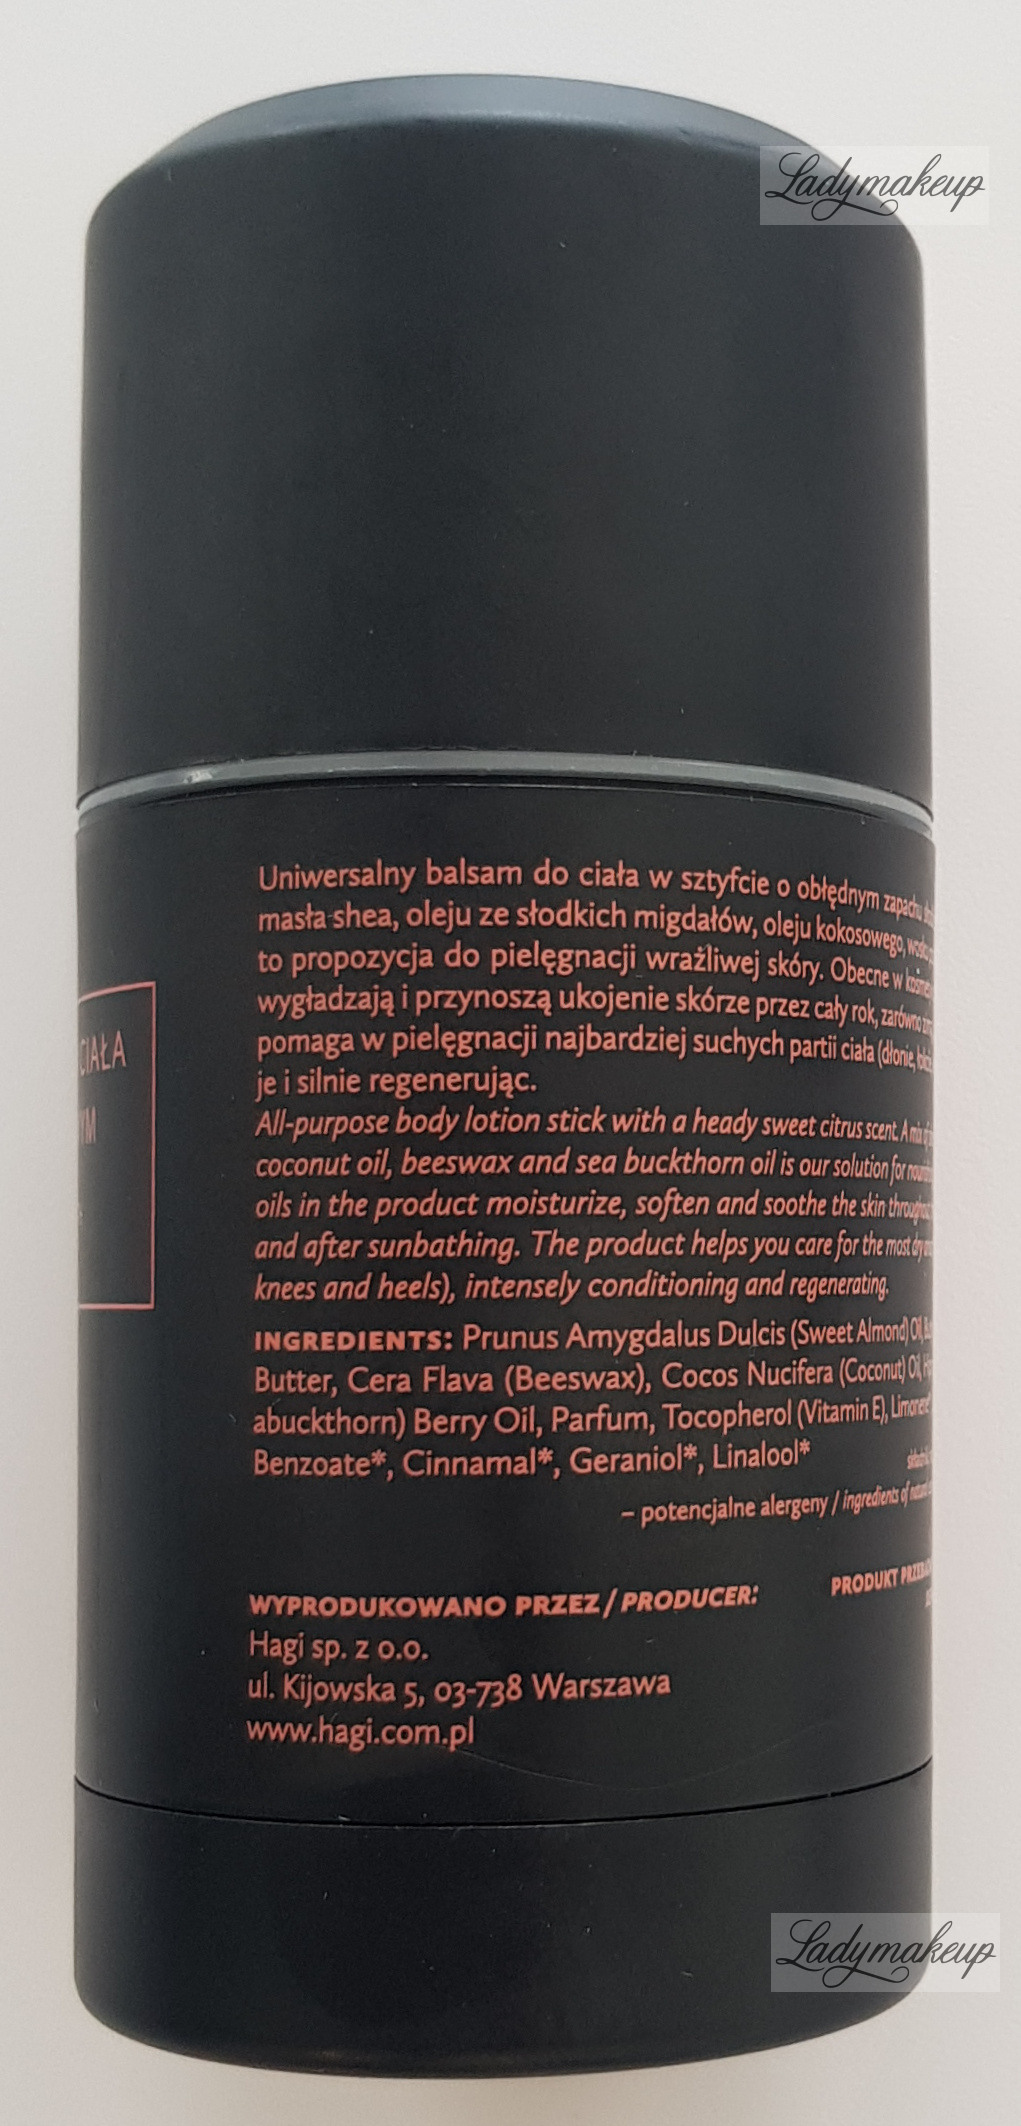 Ladymakeup
Uniwersalny balsam do ciała w sztyfcie o obłędnym zapachu
masła shea, oleju ze słodkich migdałów, oleju kokosowego,
to propozycja do pielęgnacji wrażliwej skóry. Obecne w
wygładzają i przynoszą ukojenie skórze przez cały rok, zarówno
pomaga w pielęgnacji najbardziej suchych partii ciała (dłonie,
je i silnie regenerując.
All-purpose body lotion stick with a heady sweet citrus scent. A mix
coconut oil, beeswax and sea buckthorn oil is our solution for
oils in the product moisturize, soften and soothe the skin
and after sunbathing. The product helps you care for the most dry
knees and heels), intensely conditioning and regenerating.
INGREDIENTS: Prunus Amygdalus Dulcis (Sweet Almond) Oil,
Butter, Cera Flava (Beeswax), Cocos Nucifera (Coconut) Oil,
abuckthorn) Berry Oil, Parfum, Tocopherol (Vitamin E), Limonene*
Benzoate*, Cinnamal*, Geraniol*, Linalool*
– potencjalne alergeny / ingredients of
WYPRODUKOWANO PRZEZ / PRODUCER:
PRODUKT
Hagi sp. z o.o.
ul. Kijowska 5, 03-738 Warszawa
www.hagi.com.pl
CIAŁA
YM
Ladymakeup